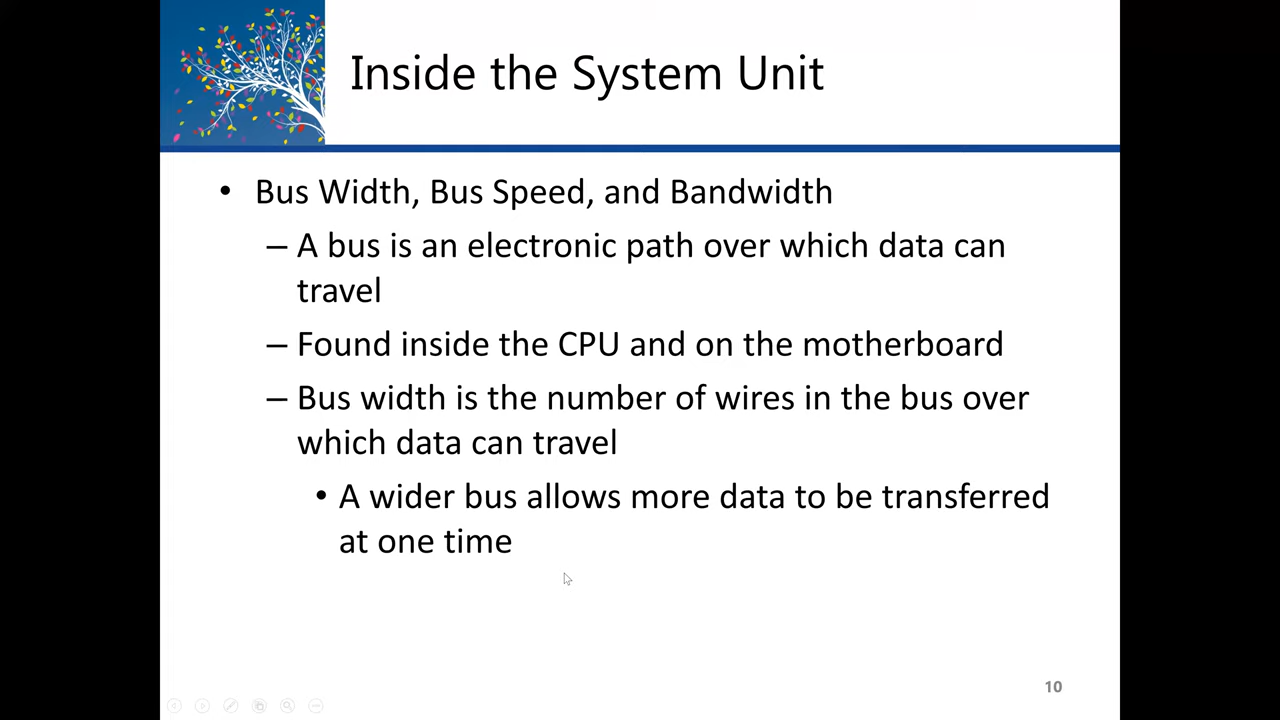 Inside the System Unit
• Bus Width, Bus Speed, and Bandwidth
– A bus is an electronic path over which data can
travel
– Found inside the CPU and on the motherboard
– Bus width is the number of wires in the bus over
which data can travel
• A wider bus allows more data to be transferred
at one time
10